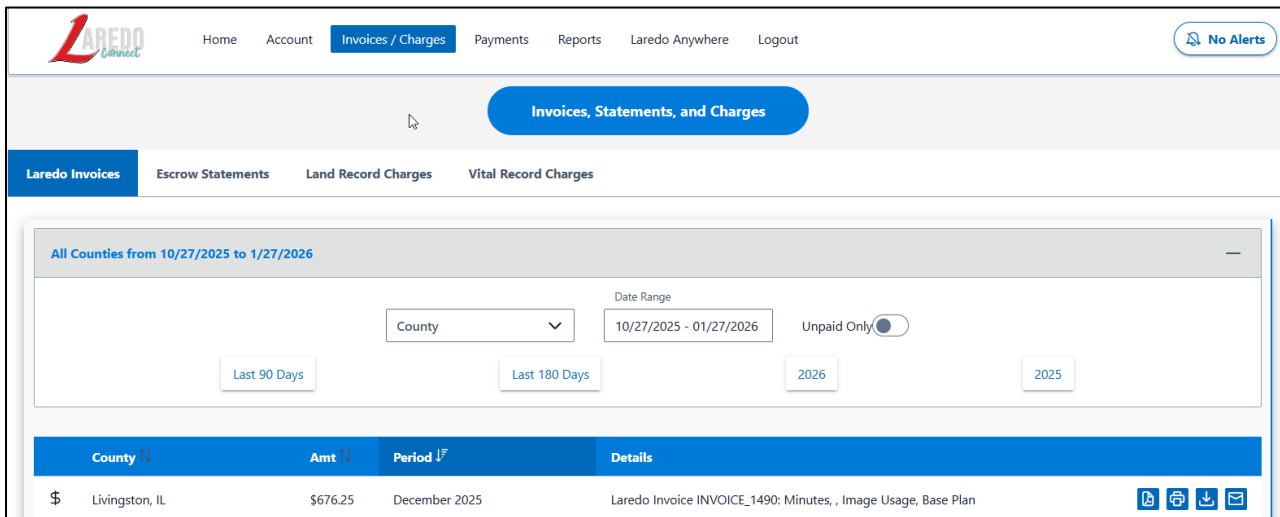 LAREDO
Connect
Home Account Invoices / Charges Payments Reports Laredo Anywhere Logout No Alerts
Invoices, Statements, and Charges
Laredo Invoices Escrow Statements Land Record Charges Vital Record Charges
All Counties from 10/27/2025 to 1/27/2026
Date Range
County 10/27/2025 - 01/27/2026 Unpaid Only
Last 90 Days Last 180 Days 2026 2025
County Amt Period Details
$ Livingston, IL $676.25 December 2025 Laredo Invoice INVOICE_1490: Minutes, , Image Usage, Base Plan